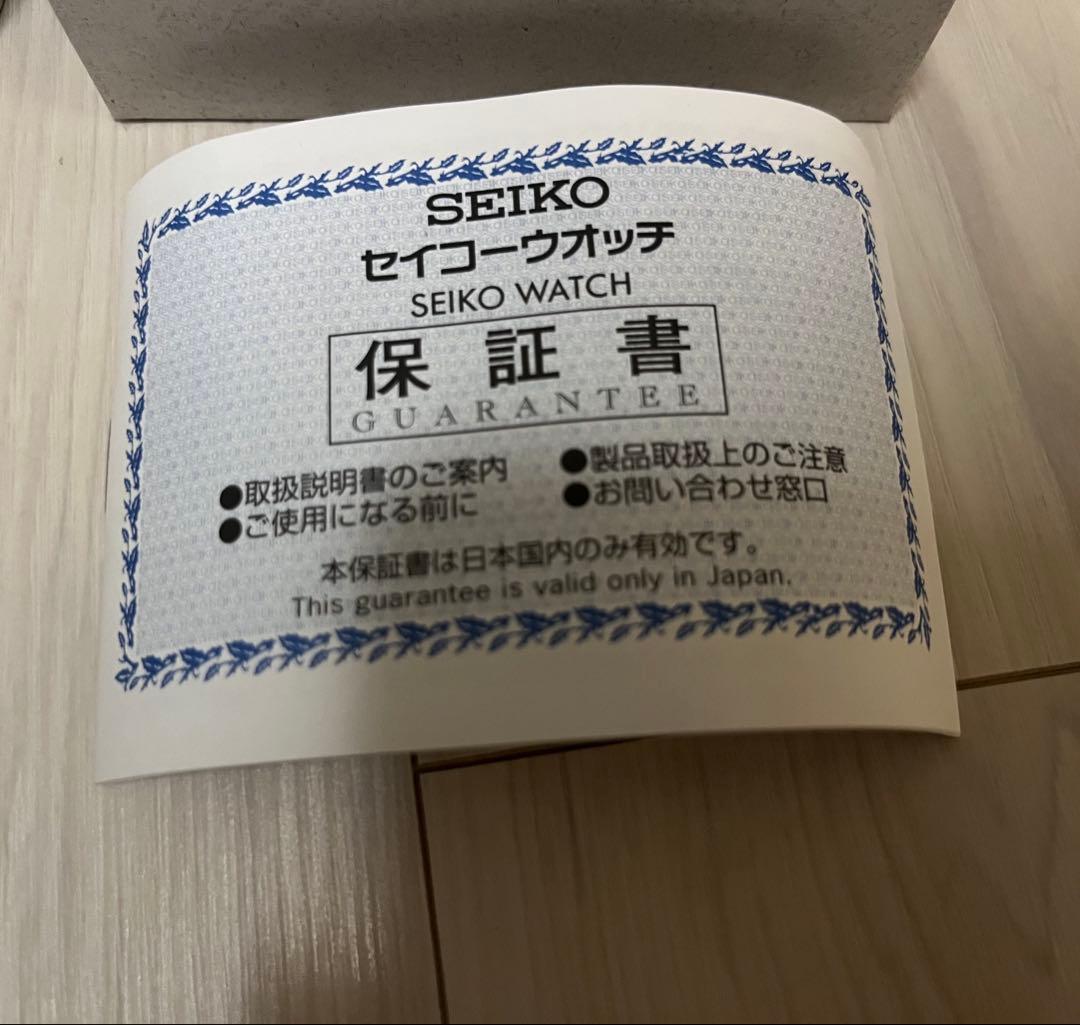 SEIKO
セイコーウオッチ
SEIKO WATCH
保証書
GUARANTEE
●取扱説明書のご案内
●ご使用になる前に
●製品取扱上のご注意
●お問い合わせ窓口
本保証書は日本国内のみ有効です。
This guarantee is valid only in Japan.